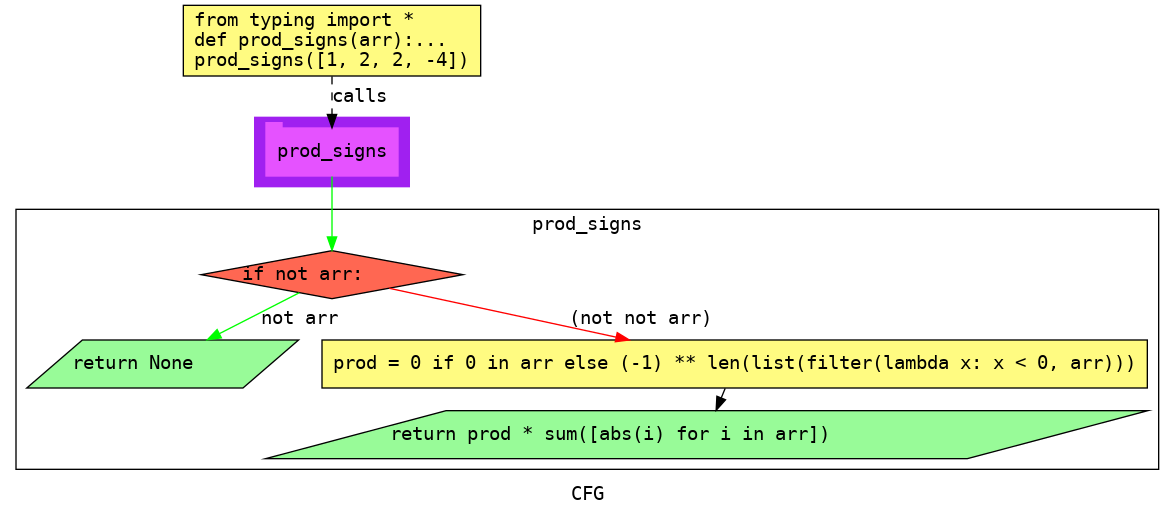 from typing import *
def prod_signs(arr):...
prod_signs([1, 2, 2, -4])
calls
prod_signs
prod_signs
if not arr:
not arr
(not not arr)
return None
prod = 0 if 0 in arr else (-1) ** len(list(filter(lambda x: x < 0, arr)))
return prod * sum([abs(i) for i in arr])
CFG